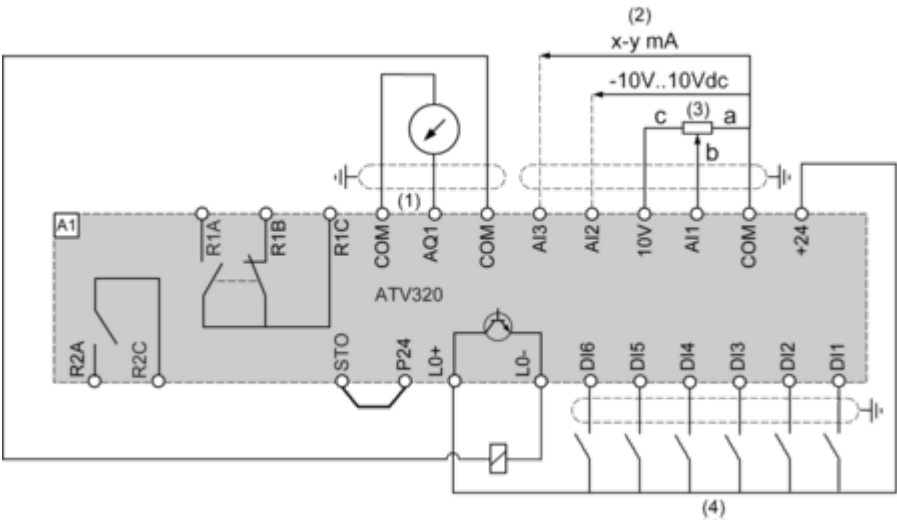 (2)
x-y mA
-10V..10Vdc
c (3) a
b
(1)
A1
R1A R1B R1C COM AQ1 COM AI3 AI2 10V AI1 COM +24
ATV320
R2A R2C STO P24 L0+ L0- DI6 DI5 DI4 DI3 DI2 DI1
(4)